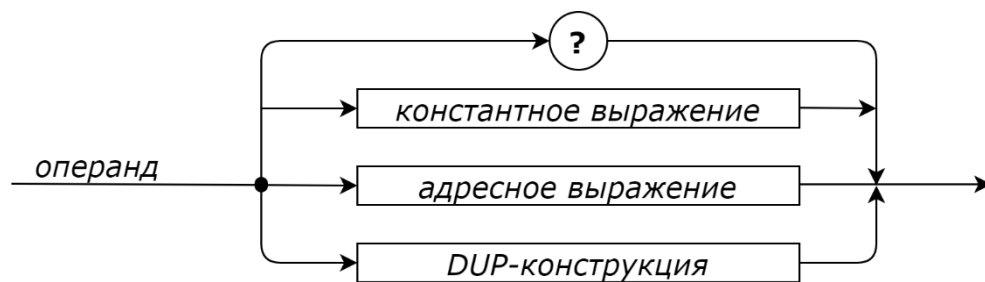 ?
константное выражение
операнд
адресное выражение
DUP-конструкция